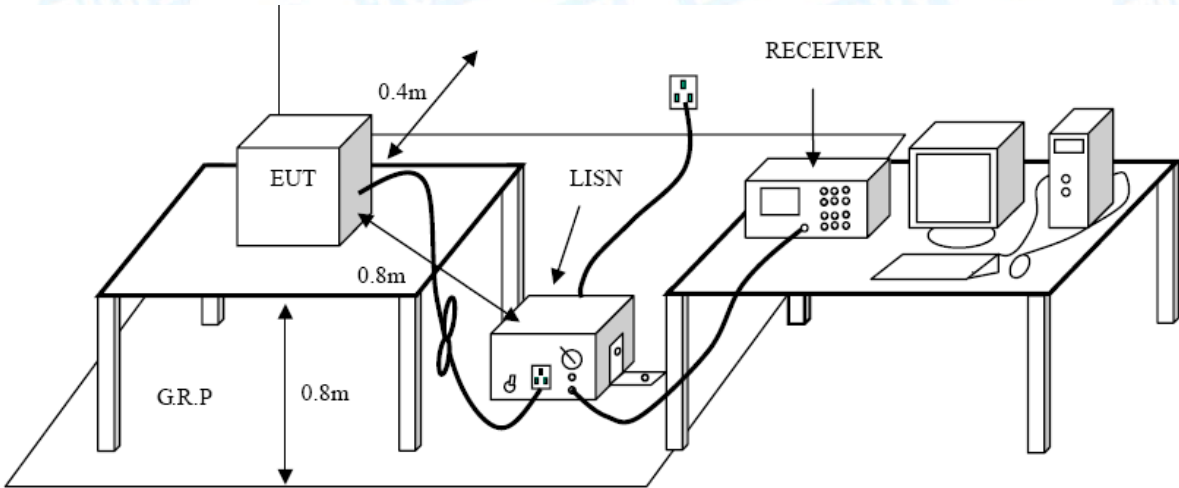 RECEIVER
0.4m
EUT
LISN
0.8m
G.R.P
0.8m